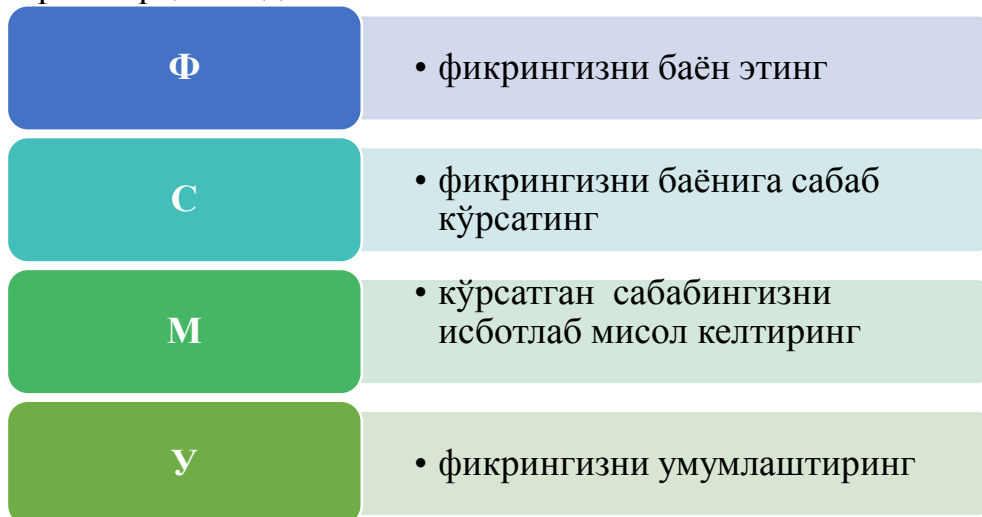 Ф
• фикрингизни баён этинг
С
• фикрингизни баёнига сабаб
кўрсатинг
М
• кўрсатган сабабингизни
исботлаб мисол келтиринг
У
• фикрингизни умумлаштиринг